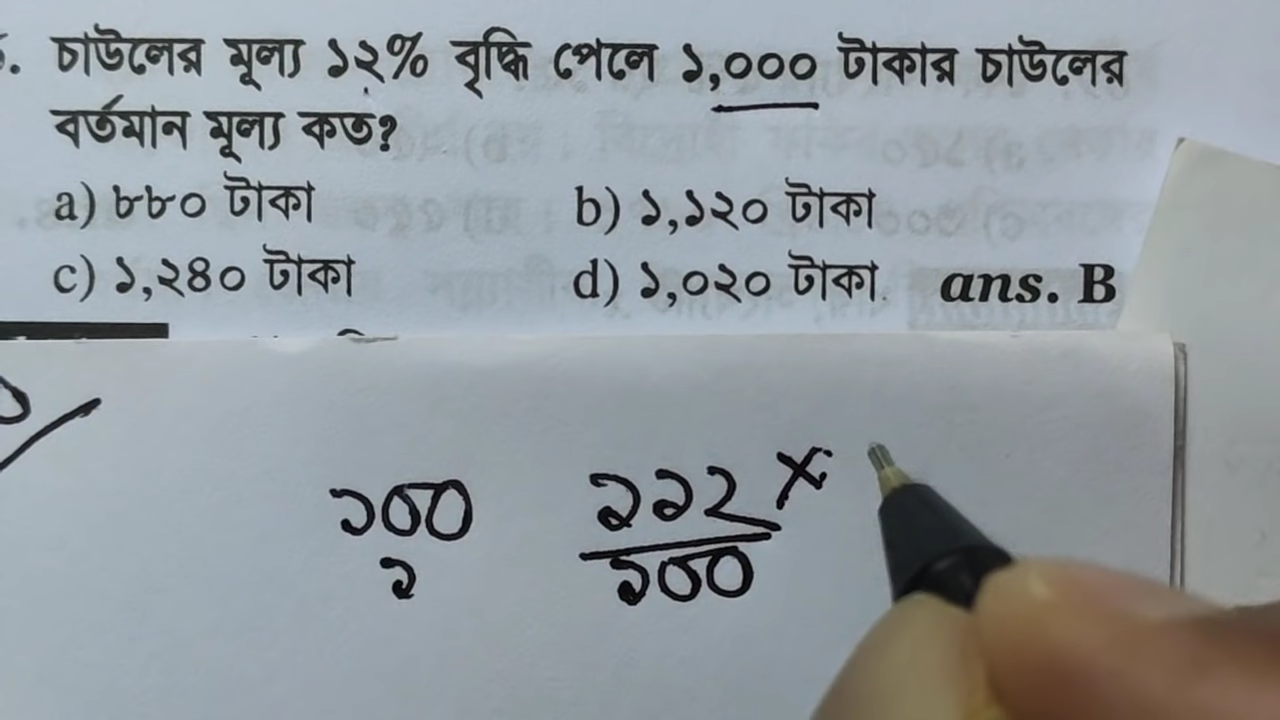 চাউলের মূল্য ১২% বৃদ্ধি পেলে ১,০০০ টাকার চাউলের
বর্তমান মূল্য কত?
a) ৮৮০ টাকা b) ১,১২০ টাকা
c) ১,২৪০ টাকা d) ১,০২০ টাকা. ans. B
১০০ ১১২ ×
১ ১০০